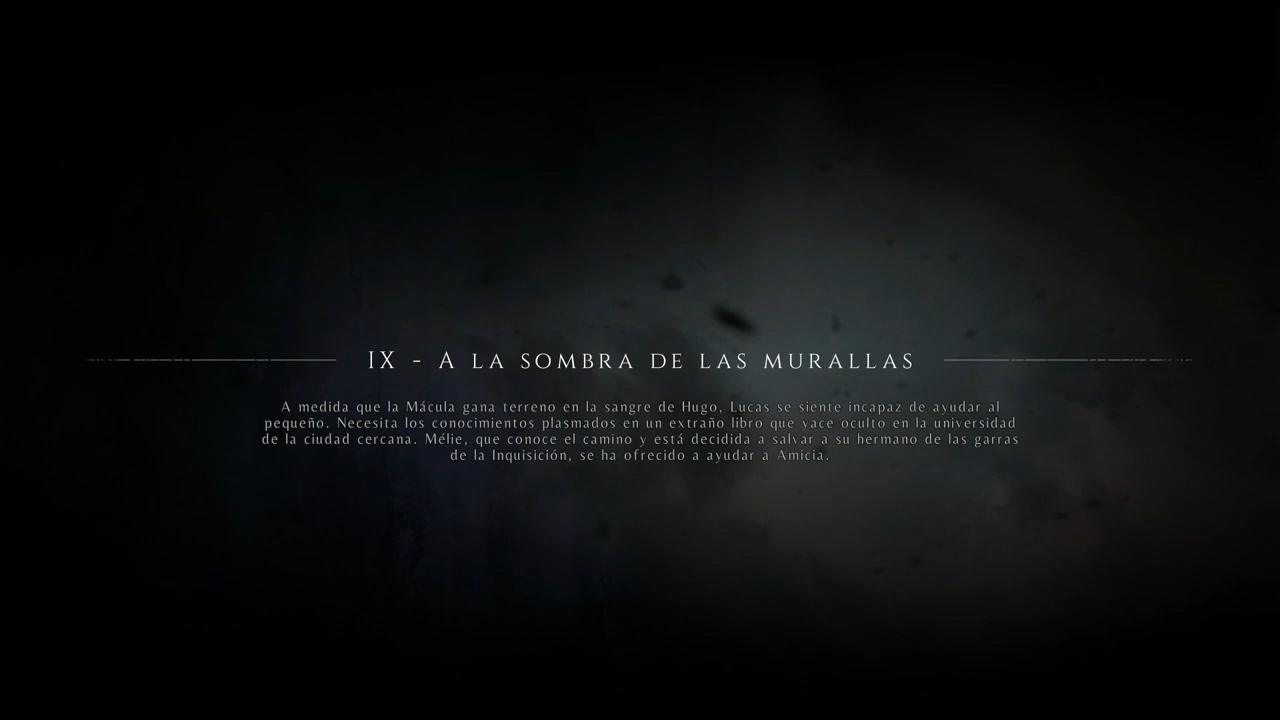 IX - A LA SOMBRA DE LAS MURALLAS
A medida que la Mácula gana terreno en la sangre de Hugo, Lucas se siente incapaz de ayudar al
pequeño. Necesita los conocimientos plasmados en un extraño libro que yace oculto en la universidad
de la ciudad cercana. Mélie, que conoce el camino y está decidida a salvar a su hermano de las garras
de la Inquisición, se ha ofrecido a ayudar a Amicia.